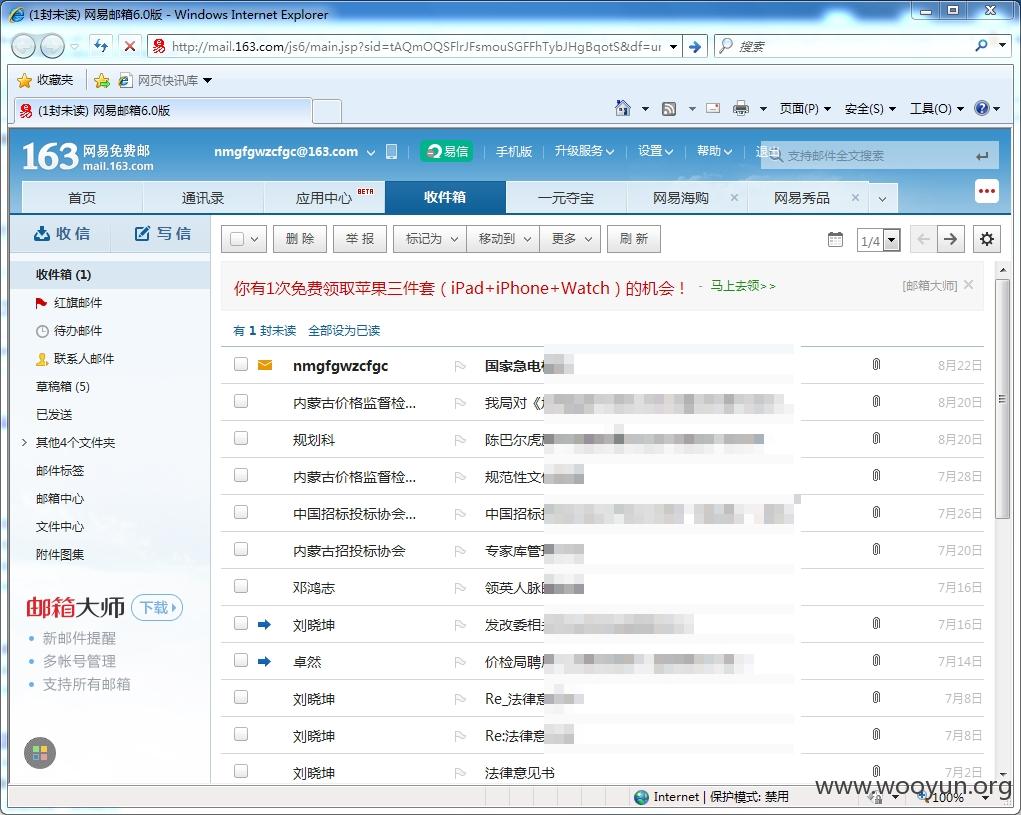 (1封未读) 网易邮箱6.0版 - Windows Internet Explorer
http://mail.163.com/js6/main.jsp?sid=tAQmOQSFlrJFsmouSGFFhTybJHgBqotS&df=ur
搜索
收藏夹 网页快讯库
(1封未读) 网易邮箱6.0版
页面(P) 安全(S) 工具(O)
163 网易免费邮
mail.163.com
nmgfgwzcfgc@163.com 易信 手机版 升级服务 设置 帮助 退出
支持邮件全文搜索
首页 通讯录 应用中心 BETA 收件箱 一元夺宝 网易海购 网易秀品
收信 写信
删 除 举 报 标记为 移动到 更多 刷 新 1/4
收件箱 (1)
红旗邮件
待办邮件
联系人邮件
草稿箱 (5)
已发送
其他4个文件夹
邮件标签
邮箱中心
文件中心
附件图集
邮箱大师 下载
新邮件提醒
多帐号管理
支持所有邮箱
你有1次免费领取苹果三件套（iPad+iPhone+Watch）的机会！ - 马上去领>> [邮箱大师]
有 1 封未读 全部设为已读
nmgfgwzcfgc 国家急电 8月22日
内蒙古价格监督检... 我局对《 8月20日
规划科 陈巴尔虎 8月20日
内蒙古价格监督检... 规范性文 7月28日
中国招标投标协会... 中国招标 7月26日
内蒙古招投标协会 专家库管 7月20日
邓鸿志 领英人脉 7月16日
刘晓坤 发改委相 7月16日
卓然 价检局聘 7月14日
刘晓坤 Re_法律意 7月8日
刘晓坤 Re:法律意 7月8日
刘晓坤 法律意见书 7月2日
Internet | 保护模式: 禁用 100%
www.wooyun.org